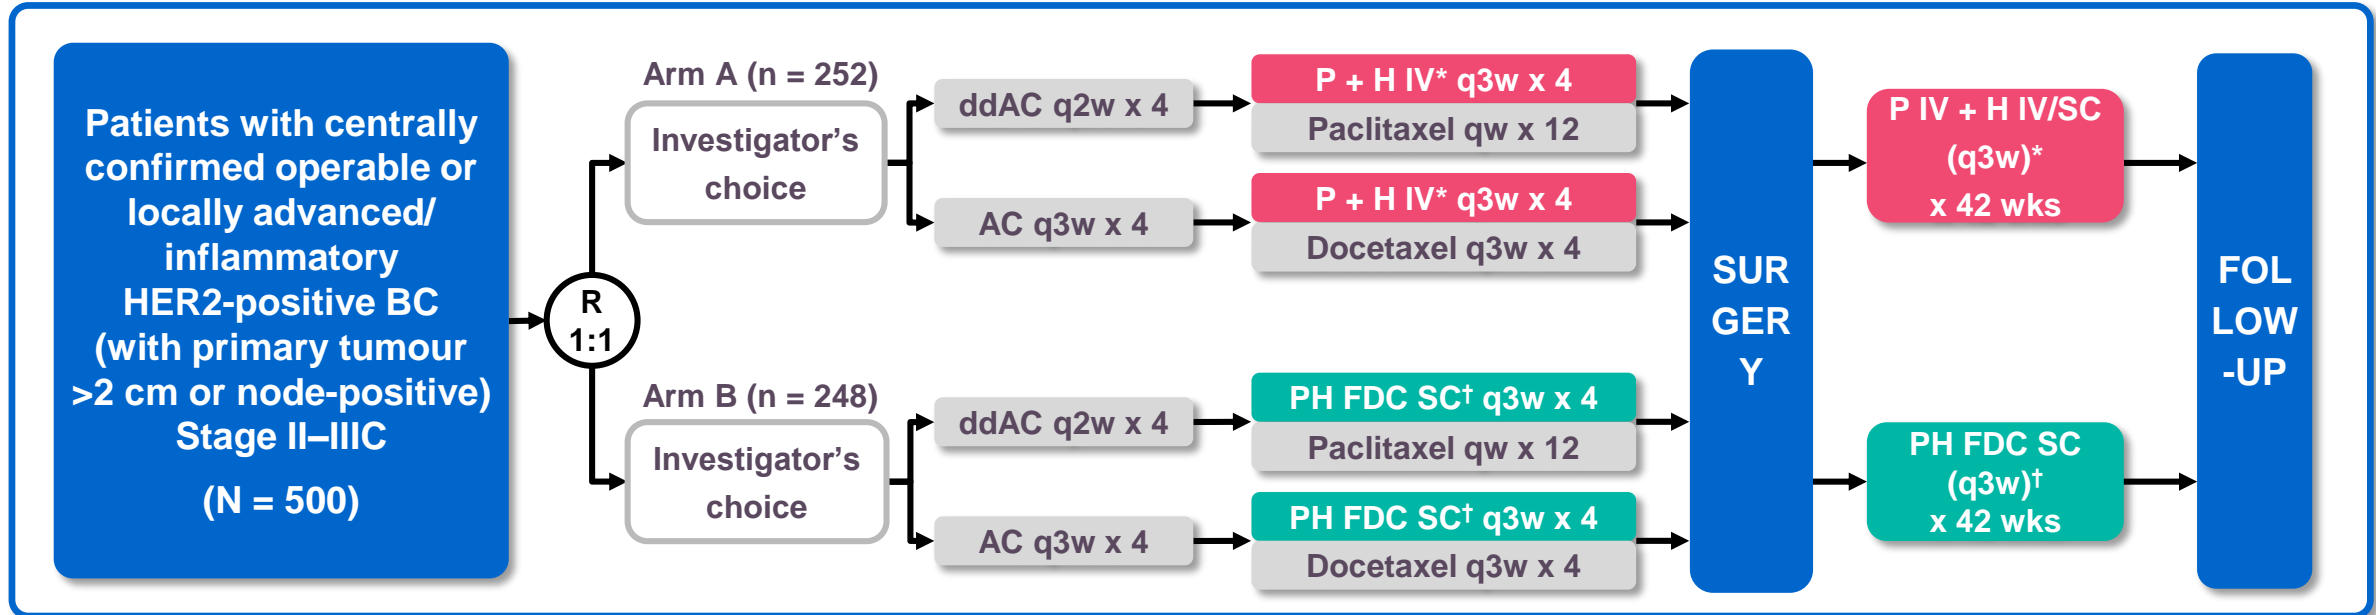 Patients with centrally
confirmed operable or
locally advanced/
inflammatory
HER2-positive BC
(with primary tumour
>2 cm or node-positive)
Stage II–IIIC
(N = 500)
R
1:1
Arm A (n = 252)
Investigator’s
choice
ddAC q2w x 4
P + H IV* q3w x 4
Paclitaxel qw x 12
AC q3w x 4
P + H IV* q3w x 4
Docetaxel q3w x 4
Arm B (n = 248)
Investigator’s
choice
ddAC q2w x 4
PH FDC SC† q3w x 4
Paclitaxel qw x 12
AC q3w x 4
PH FDC SC† q3w x 4
Docetaxel q3w x 4
SUR
GER
Y
P IV + H IV/SC
(q3w)*
x 42 wks
PH FDC SC
(q3w)†
x 42 wks
FOL
LOW
-UP